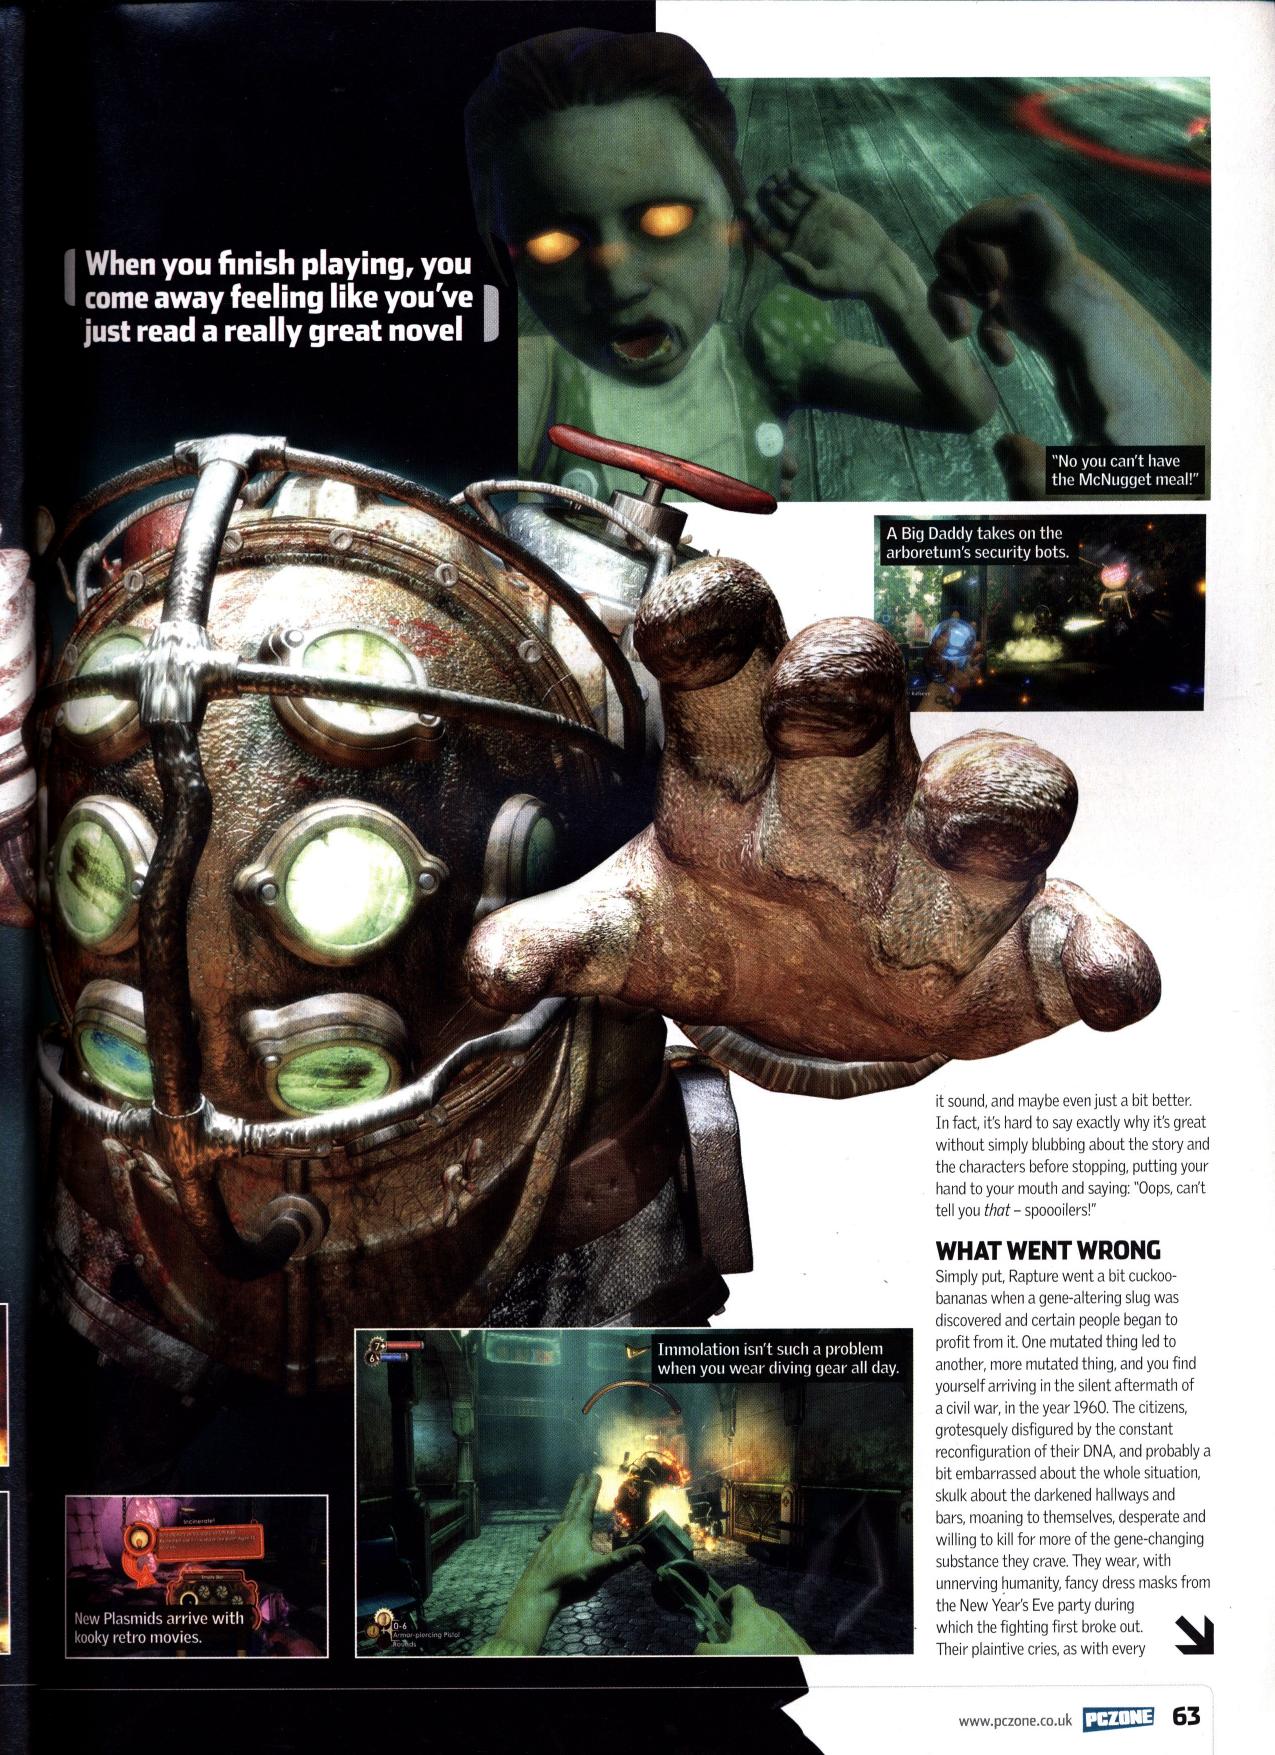 When you finish playing, you
come away feeling like you've
just read a really great novel
"No you can't have
the McNugget meal!"
A Big Daddy takes on the
arboretum's security bots.
it sound, and maybe even just a bit better.
In fact, it's hard to say exactly why it's great
without simply blubbing about the story and
the characters before stopping, putting your
hand to your mouth and saying: "Oops, can't
tell you that – spoooilers!"
WHAT WENT WRONG
Simply put, Rapture went a bit cuckoo-
bananas when a gene-altering slug was
discovered and certain people began to
profit from it. One mutated thing led to
another, more mutated thing, and you find
yourself arriving in the silent aftermath of
a civil war, in the year 1960. The citizens,
grotesquely disfigured by the constant
reconfiguration of their DNA, and probably a
bit embarrassed about the whole situation,
skulk about the darkened hallways and
bars, moaning to themselves, desperate and
willing to kill for more of the gene-changing
substance they crave. They wear, with
unnerving humanity, fancy dress masks from
the New Year's Eve party during
which the fighting first broke out.
Their plaintive cries, as with every
Immolation isn't such a problem
when you wear diving gear all day.
7
6
0-6
Armor-piercing Pistol
Rounds
Incinerate!
New Plasmids arrive with
kooky retro movies.
www.pczone.co.uk PCZONE 63